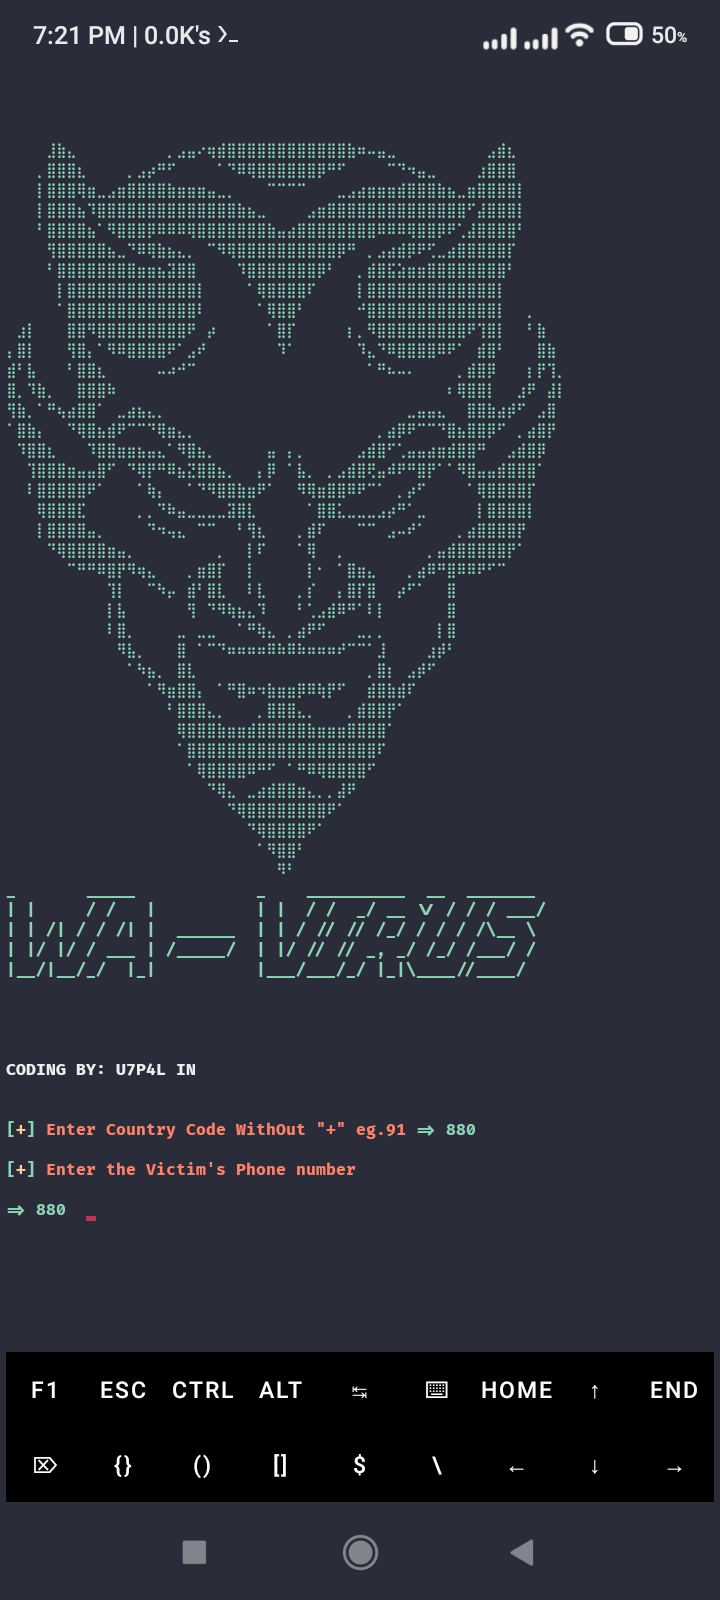 7:21 PM | 0.0K's
50%
WA - VIRUS
CODING BY: U7P4L IN
[+] Enter Country Code WithOut "+" eg.91 ⇒ 880
[+] Enter the Victim's Phone number
⇒ 880
F1 ESC CTRL ALT ↹ ⌨ HOME ↑ END
⌦ {} () [] $ \ ← ↓ →